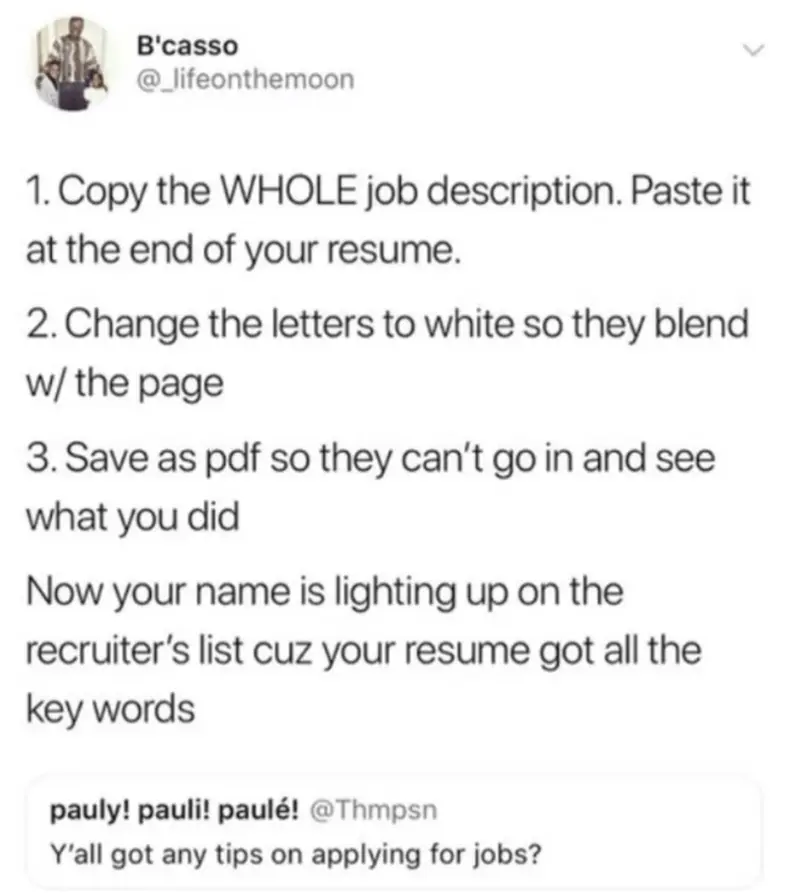 B'casso
@_lifeonthemoon
1. Copy the WHOLE job description. Paste it
at the end of your resume.
2. Change the letters to white so they blend
w/ the page
3. Save as pdf so they can't go in and see
what you did
Now your name is lighting up on the
recruiter's list cuz your resume got all the
key words
pauly! pauli! paulé! @Thmpsn
Y'all got any tips on applying for jobs?